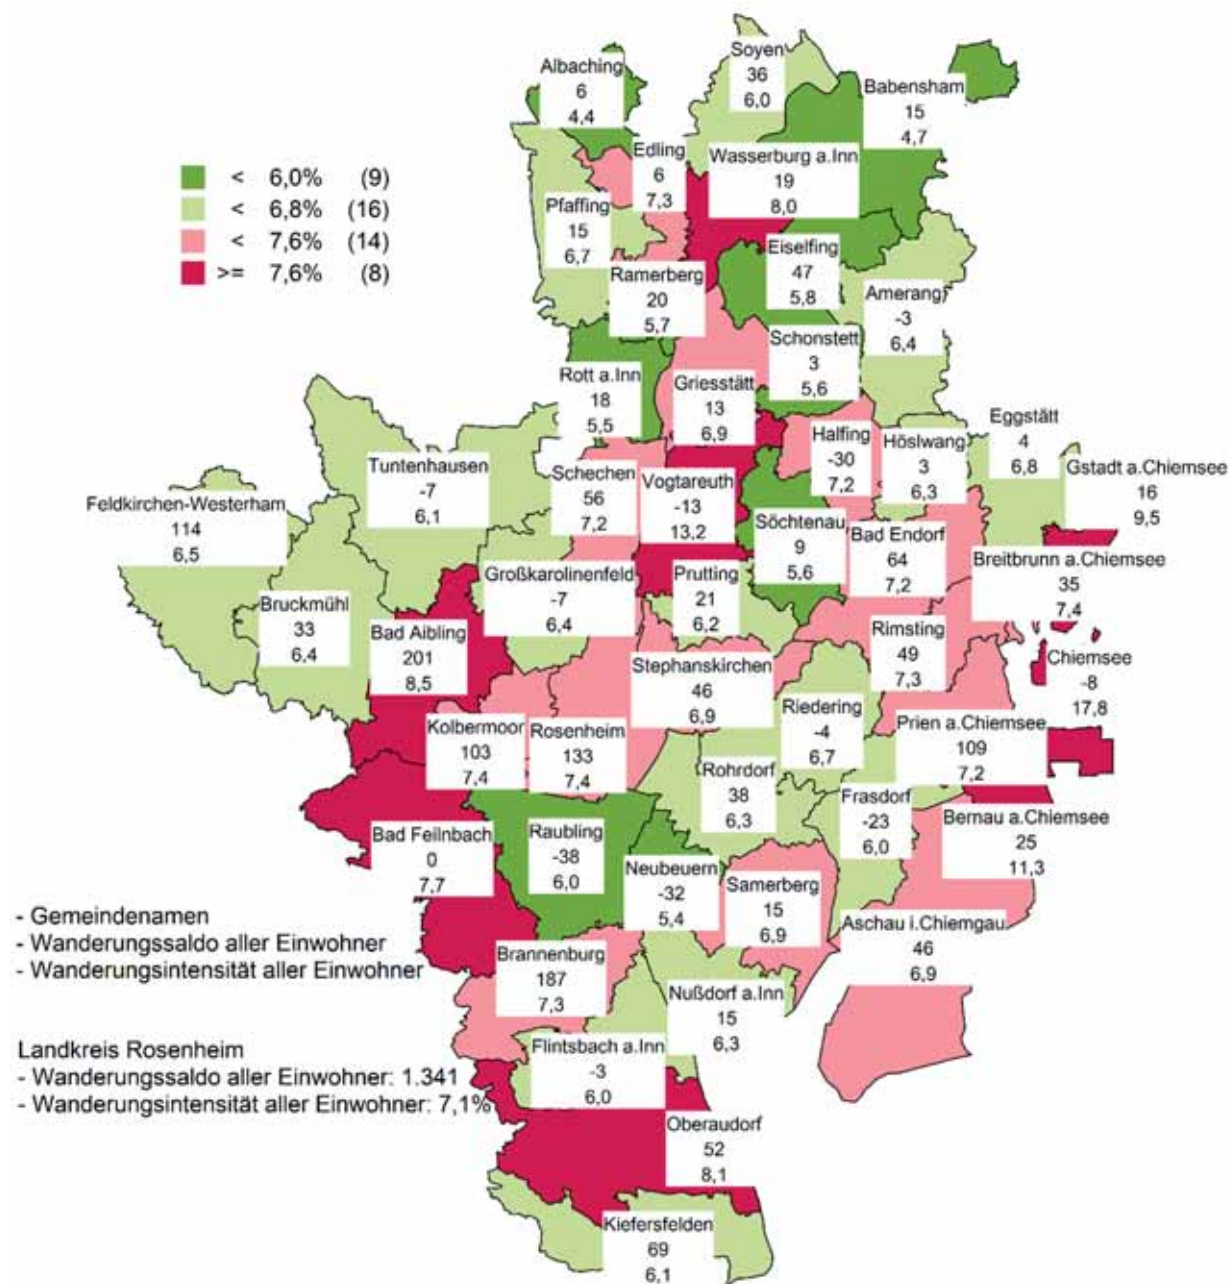 Soyen
36
6,0
Albaching
6
4,4
Babensham
15
4,7
< 6,0% (9)
< 6,8% (16)
< 7,6% (14)
>= 7,6% (8)
Edling
6
7,3
Wasserburg a.Inn
19
8,0
Pfaffing
15
6,7
Eiselfing
47
5,8
Ramerberg
20
5,7
Amerang
-3
6,4
Schonstett
3
5,6
Rott a.Inn
18
5,5
Griesstätt
13
6,9
Eggstätt
4
6,8
Halfing
-30
7,2
Höslwang
3
6,3
Gstadt a.Chiemsee
16
9,5
Tuntenhausen
-7
6,1
Schechen
56
7,2
Vogtareuth
-13
13,2
Feldkirchen-Westerham
114
6,5
Söchtenau
9
5,6
Bad Endorf
64
7,2
Breitbrunn a.Chiemsee
35
7,4
Großkarolinenfeld
-7
6,4
Prutting
21
6,2
Bruckmühl
33
6,4
Bad Aibling
201
8,5
Rimsting
49
7,3
Stephanskirchen
46
6,9
Chiemsee
-8
17,8
Riedering
-4
6,7
Kolbermoor
103
7,4
Rosenheim
133
7,4
Prien a.Chiemsee
109
7,2
Rohrdorf
38
6,3
Frasdorf
-23
6,0
Bernau a.Chiemsee
25
11,3
Bad Feilnbach
0
7,7
Raubling
-38
6,0
Neubeuern
-32
5,4
Samerberg
15
6,9
Aschau i.Chiemgau
46
6,9
- Gemeindenamen
- Wanderungssaldo aller Einwohner
- Wanderungsintensität aller Einwohner
Brannenburg
187
7,3
Nußdorf a.Inn
15
6,3
Landkreis Rosenheim
- Wanderungssaldo aller Einwohner: 1.341
- Wanderungsintensität aller Einwohner: 7,1%
Flintsbach a.Inn
-3
6,0
Oberaudorf
52
8,1
Kiefersfelden
69
6,1